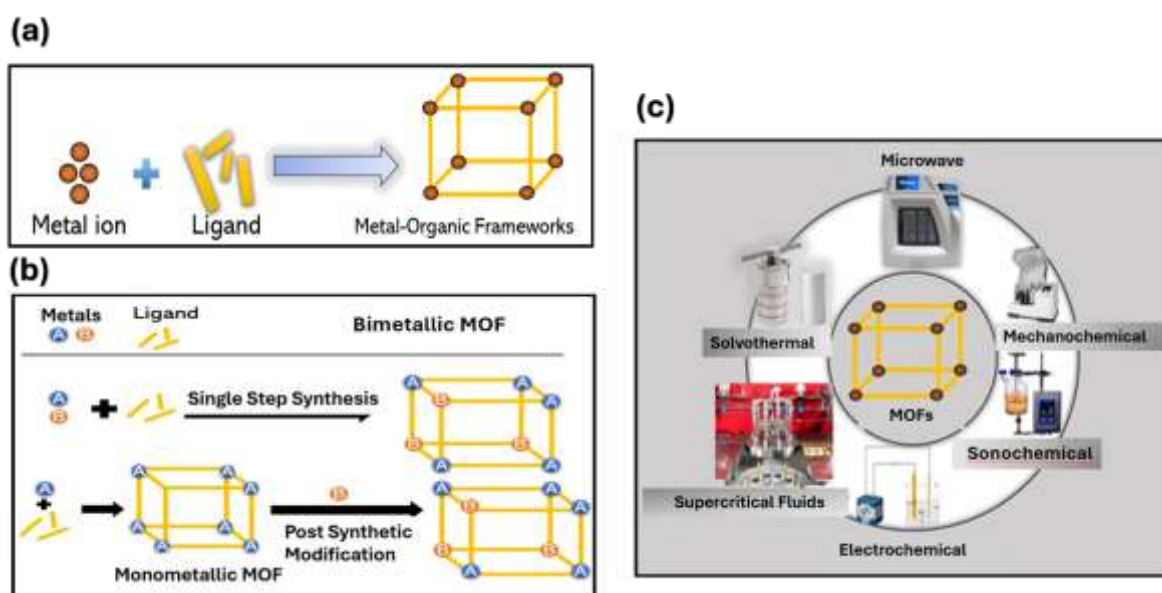 (a)
Metal ion
Ligand
Metal-Organic Frameworks
(b)
Metals
Ligand
A B
Bimetallic MOF
A
B
Single Step Synthesis
A A
B A
A A
B B
A
B
Post Synthetic
Modification
A A
A A
A A
A A
Monometallic MOF
A A
B A
A A
B B
(c)
Microwave
Solvothermal
Mechanochemical
MOFs
Sonochemical
Supercritical Fluids
Electrochemical